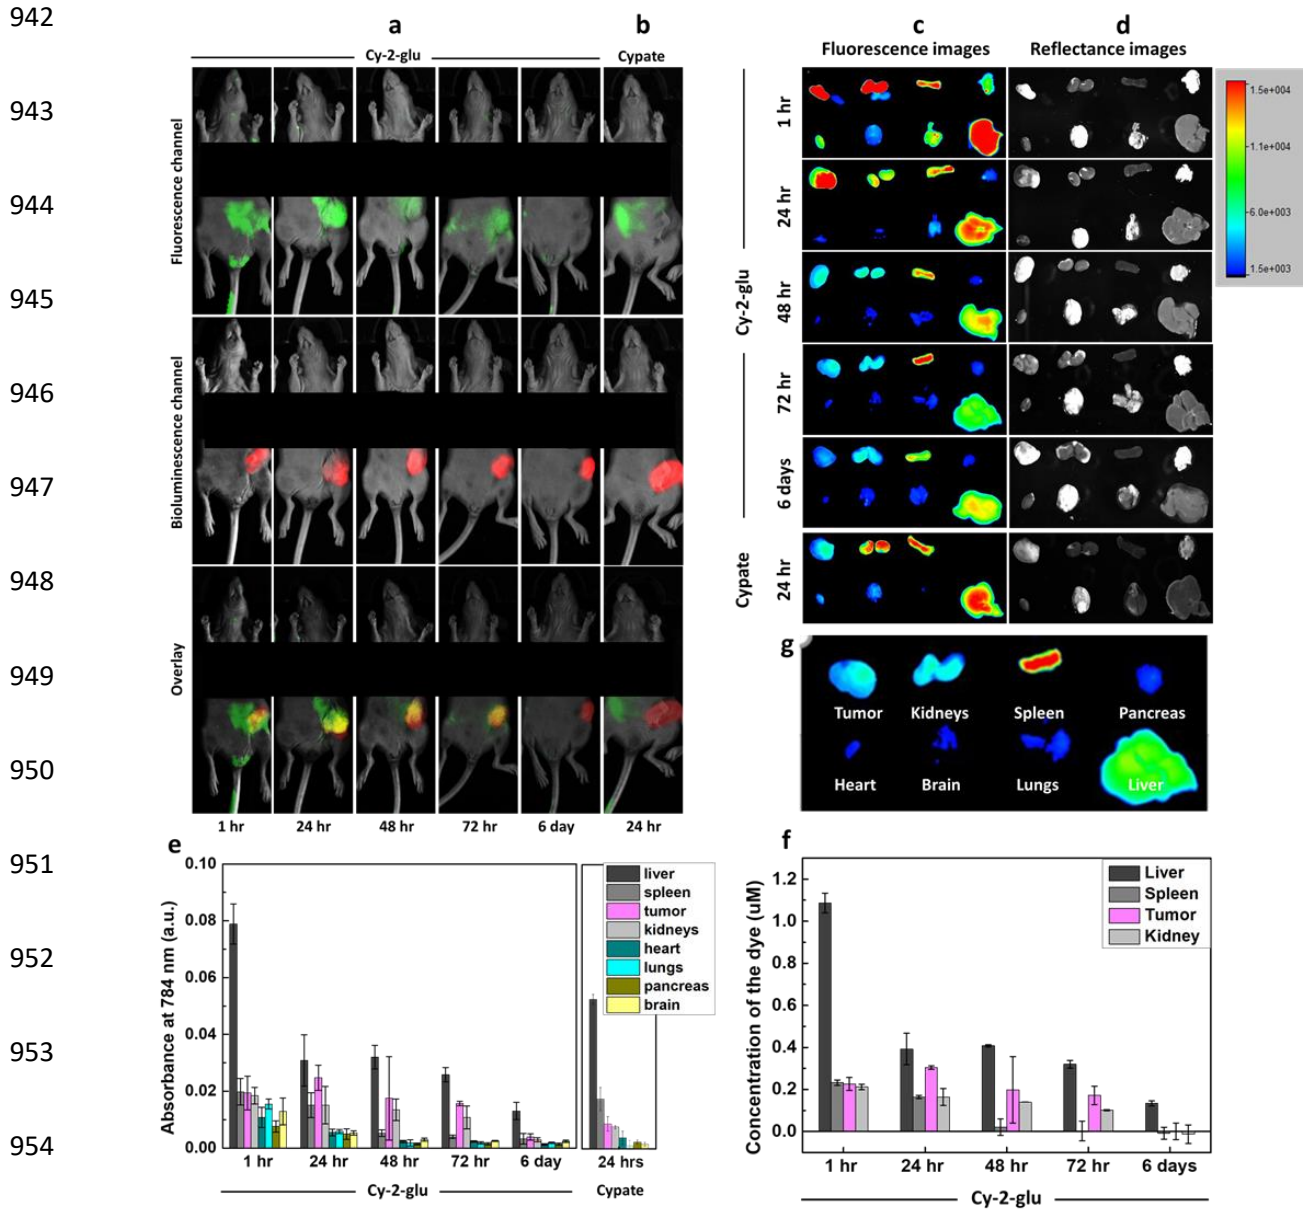 942
943
944
945
946
947
948
949
950
951
952
953
954
a
b
Cy-2-glu
Cypate
Fluorescence channel
Bioluminescence channel
Overlay
1 hr
24 hr
48 hr
72 hr
6 day
24 hr
c
d
Fluorescence images
Reflectance images
1 hr
24 hr
48 hr
72 hr
6 days
24 hr
Cy-2-glu
Cypate
1.5e+004
1.1e+004
6.0e+003
1.5e+003
g
Tumor
Kidneys
Spleen
Pancreas
Heart
Brain
Lungs
Liver
e
Absorbance at 784 nm (a.u.)
0.10
0.08
0.06
0.04
0.02
0.00
liver
spleen
tumor
kidneys
heart
lungs
pancreas
brain
1 hr
24 hr
48 hr
72 hr
6 day
24 hrs
Cy-2-glu
Cypate
f
Concentration of the dye (uM)
1.2
1.0
0.8
0.6
0.4
0.2
0.0
Liver
Spleen
Tumor
Kidney
1 hr
24 hr
48 hr
72 hr
6 days
Cy-2-glu